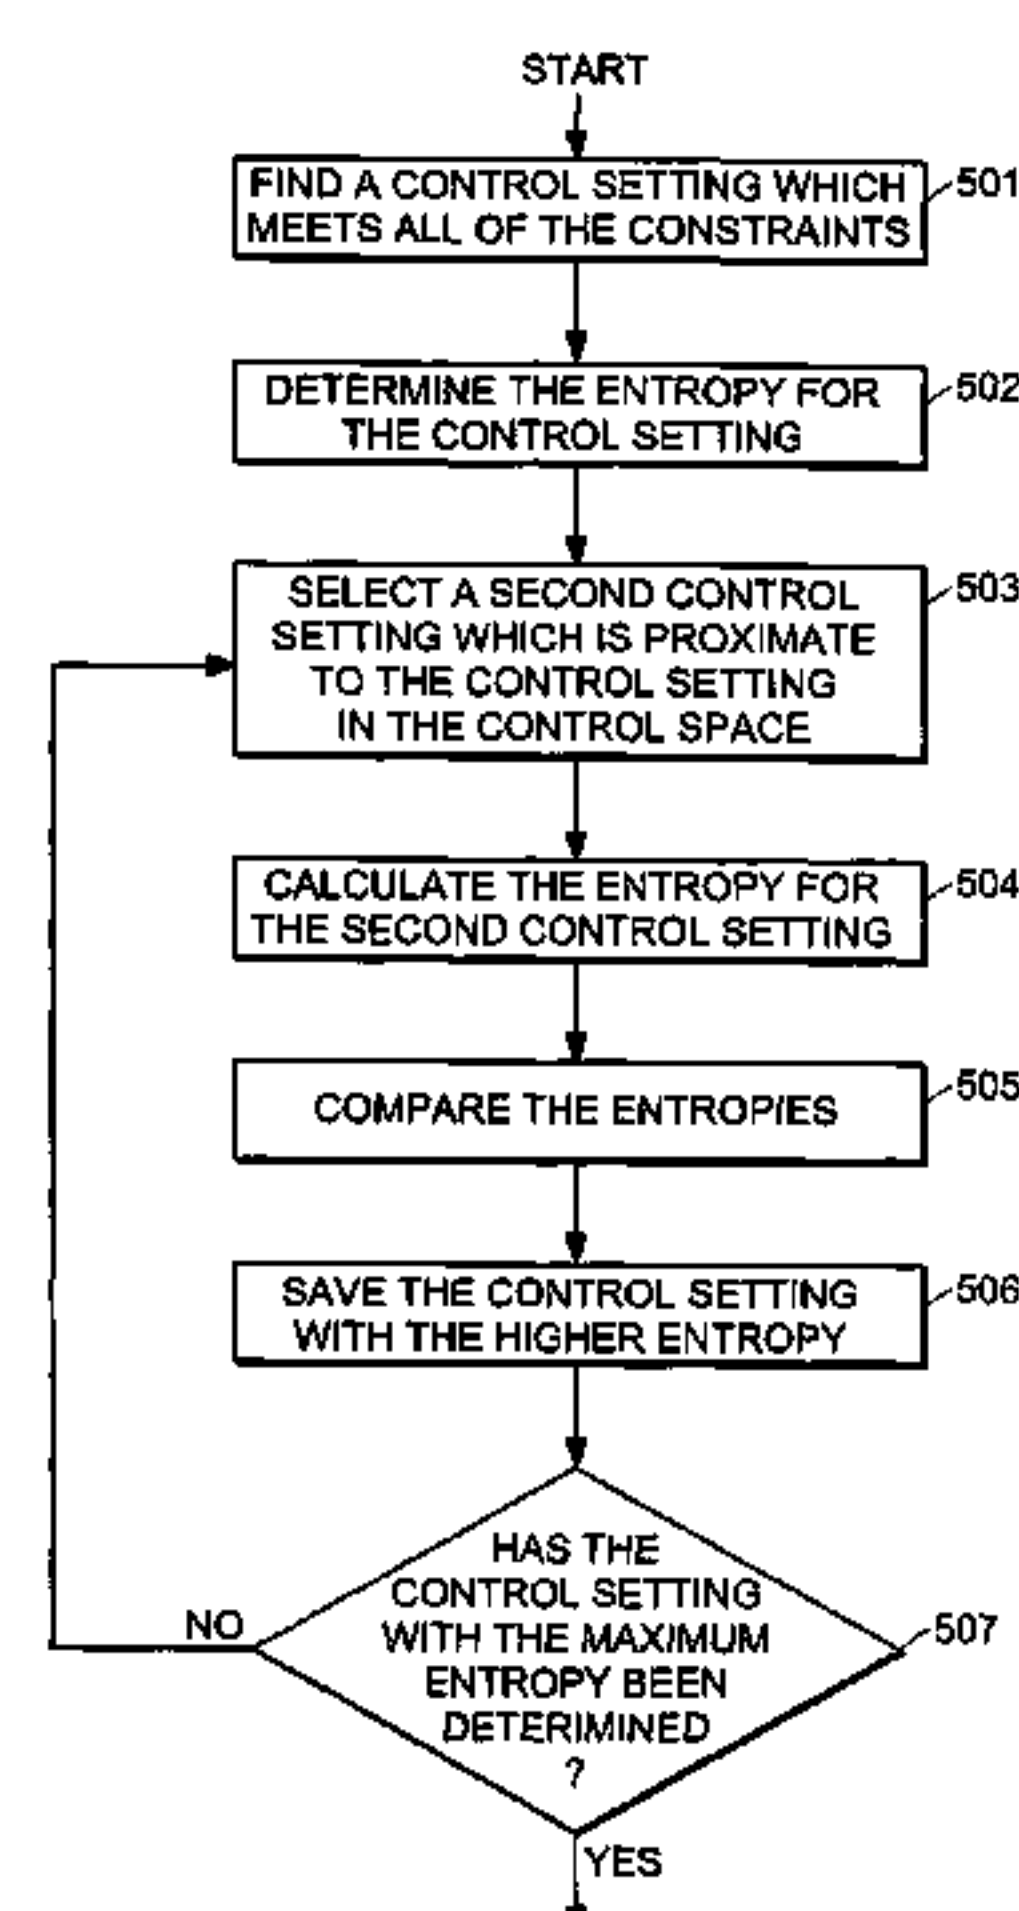 START
FIND A CONTROL SETTING WHICH
MEETS ALL OF THE CONSTRAINTS
501
DETERMINE THE ENTROPY FOR
THE CONTROL SETTING
502
SELECT A SECOND CONTROL
SETTING WHICH IS PROXIMATE
TO THE CONTROL SETTING
IN THE CONTROL SPACE
503
CALCULATE THE ENTROPY FOR
THE SECOND CONTROL SETTING
504
COMPARE THE ENTROPIES
505
SAVE THE CONTROL SETTING
WITH THE HIGHER ENTROPY
506
HAS THE
CONTROL SETTING
WITH THE MAXIMUM
ENTROPY BEEN
DETERIMINED
?
507
NO
YES